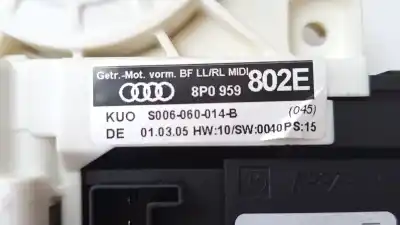 Getr.-Mot. vorm. BF LL/RL MIDI
8P0 959 802E
KUO S006-060-014-B (045)
DE 01.03.05 HW:10/SW:0040 PS:15